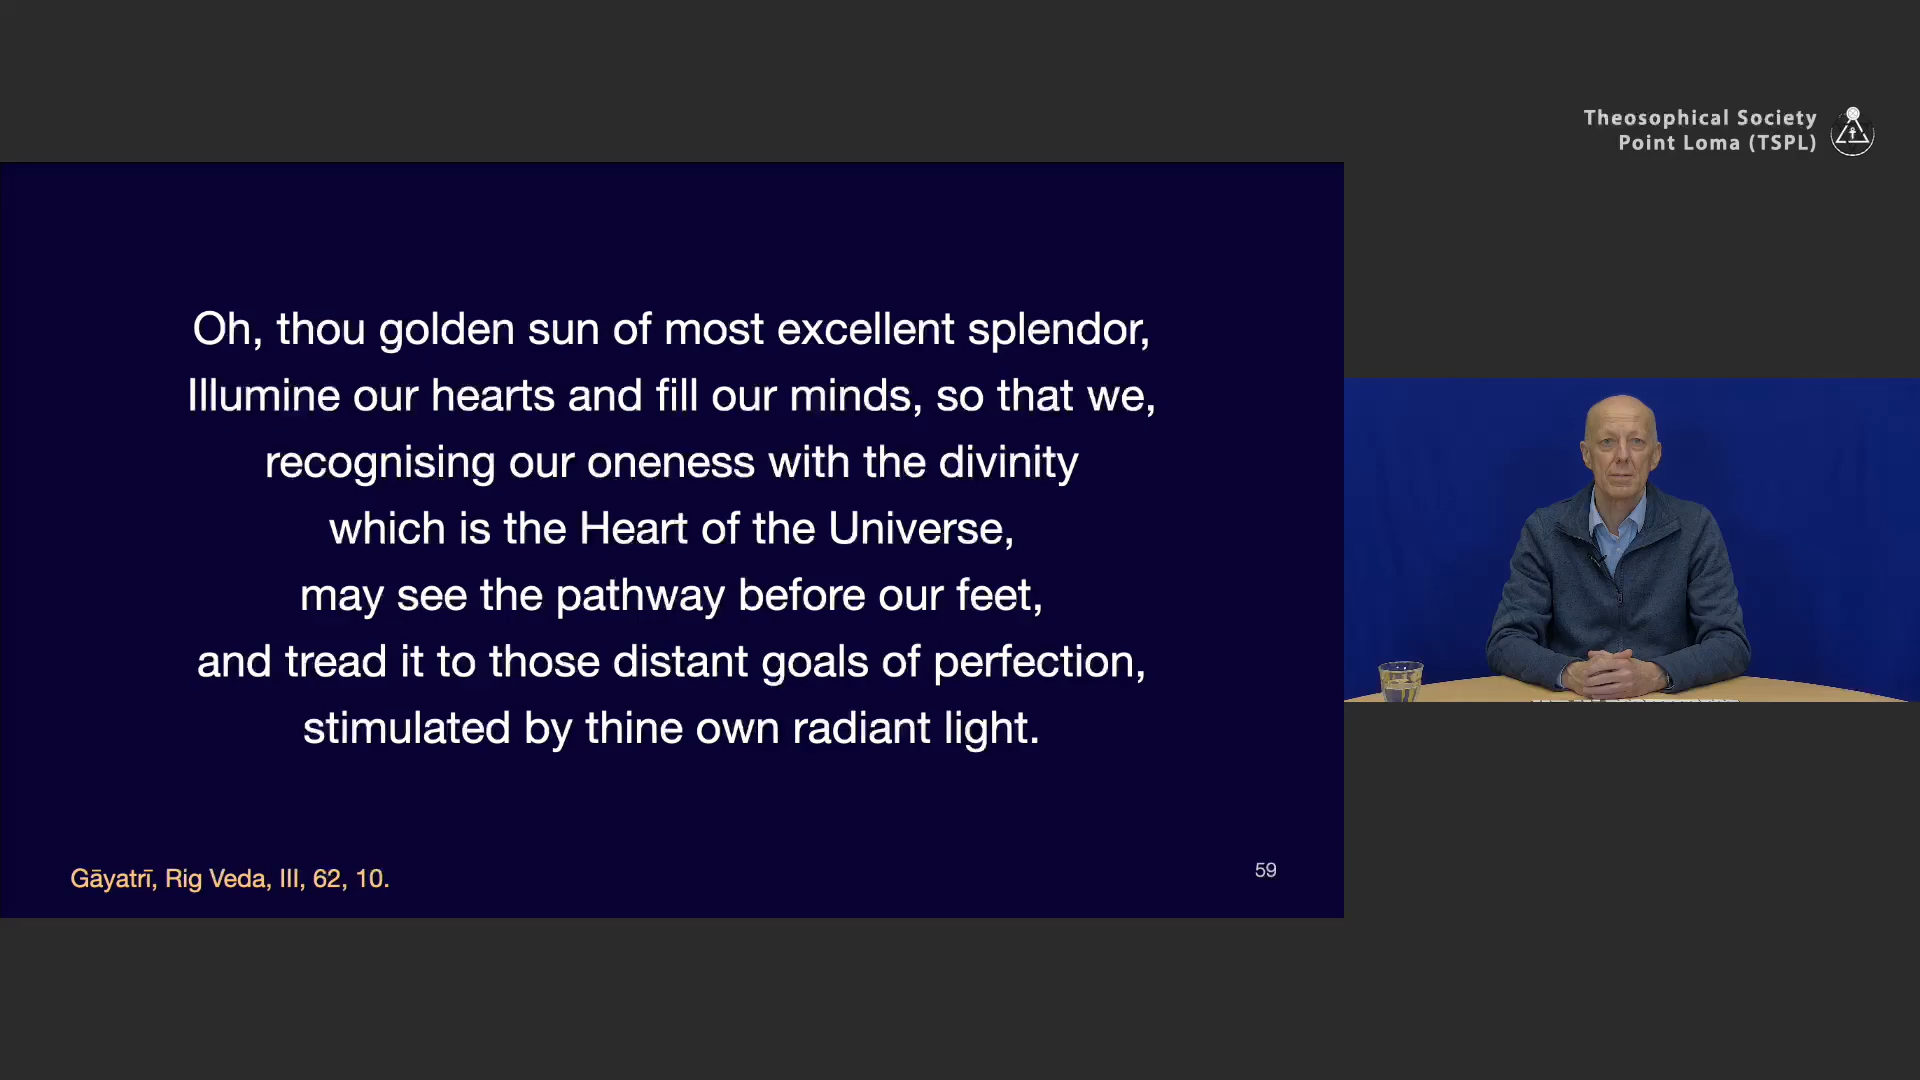 Theosophical Society
Point Loma (TSPL)
Oh, thou golden sun of most excellent splendor,
Illumine our hearts and fill our minds, so that we,
recognising our oneness with the divinity
which is the Heart of the Universe,
may see the pathway before our feet,
and tread it to those distant goals of perfection,
stimulated by thine own radiant light.
Gāyatrī, Rig Veda, III, 62, 10.
59